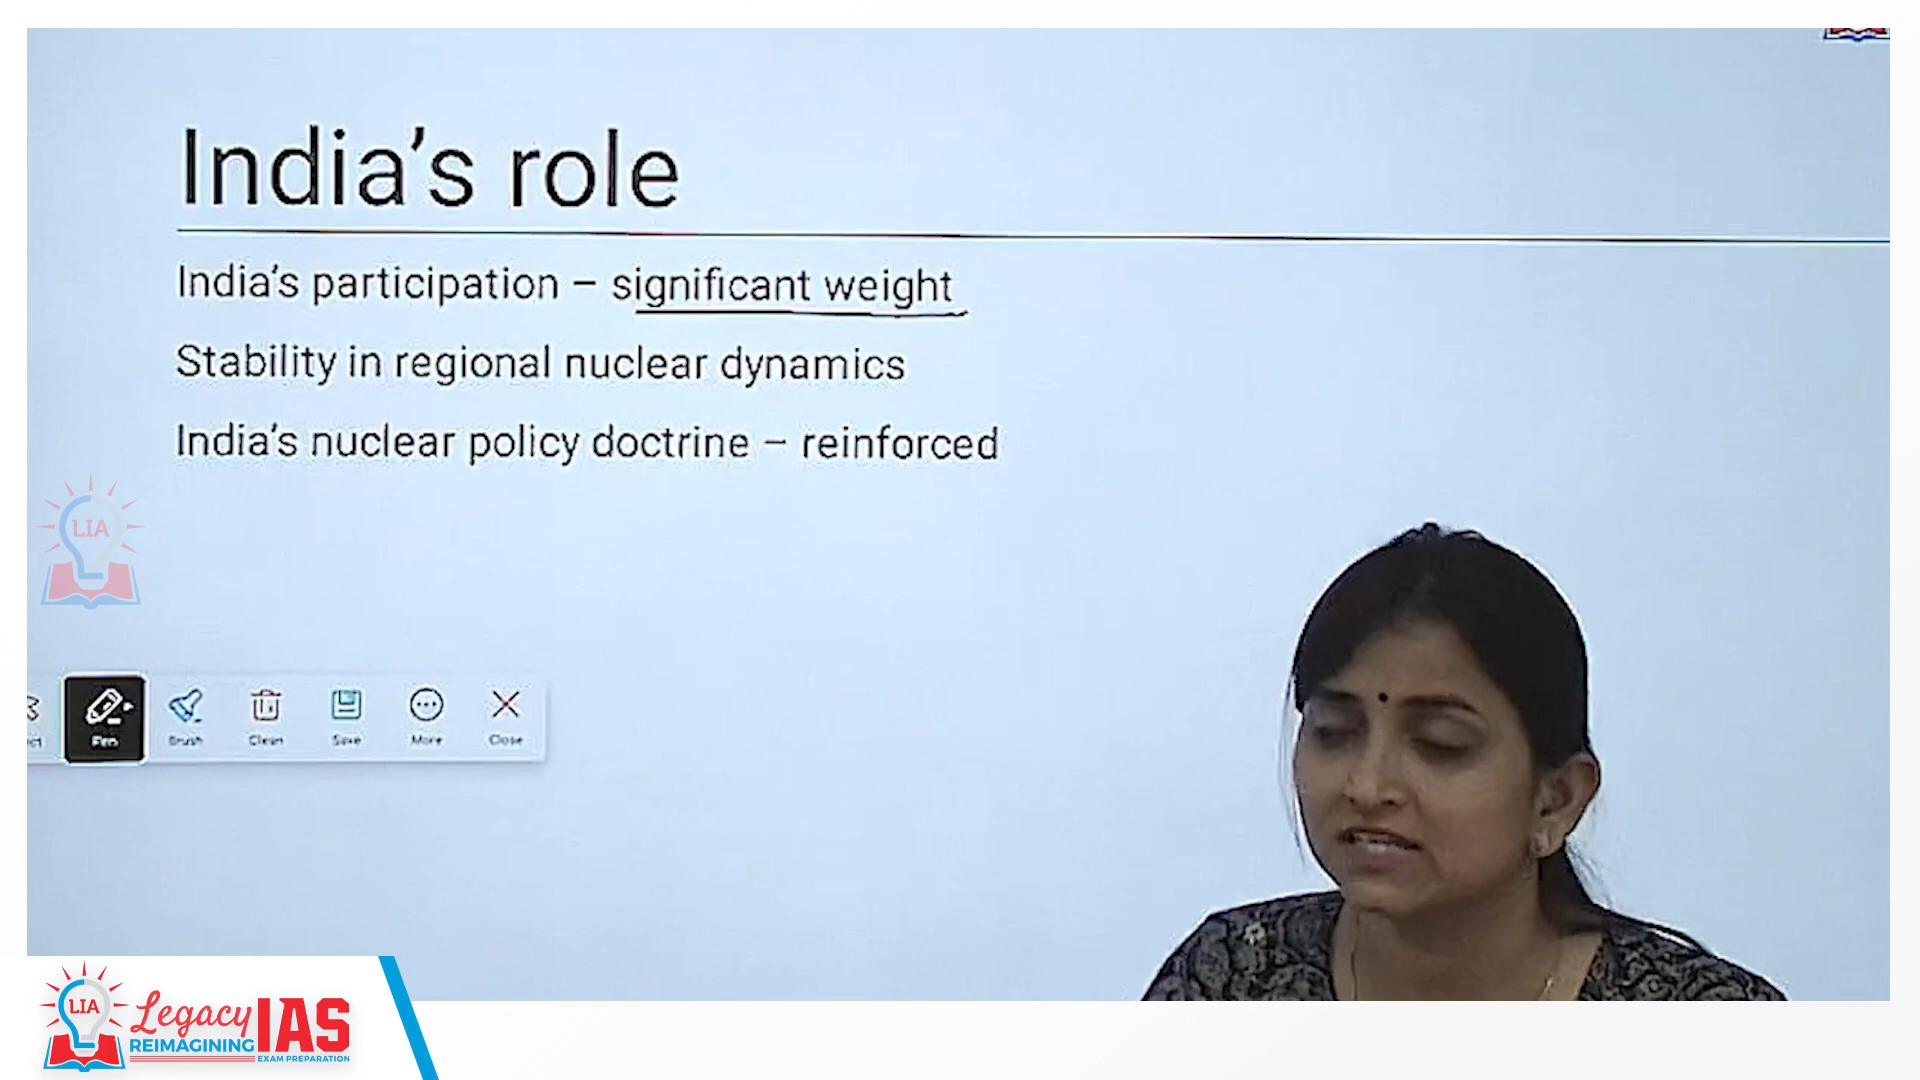 India's role
India's participation – significant weight
Stability in regional nuclear dynamics
India's nuclear policy doctrine – reinforced
LIA
Pen
Brush
Clean
Save
More
Close
LIA
Legacy IAS
REIMAGINING
EXAM PREPARATION